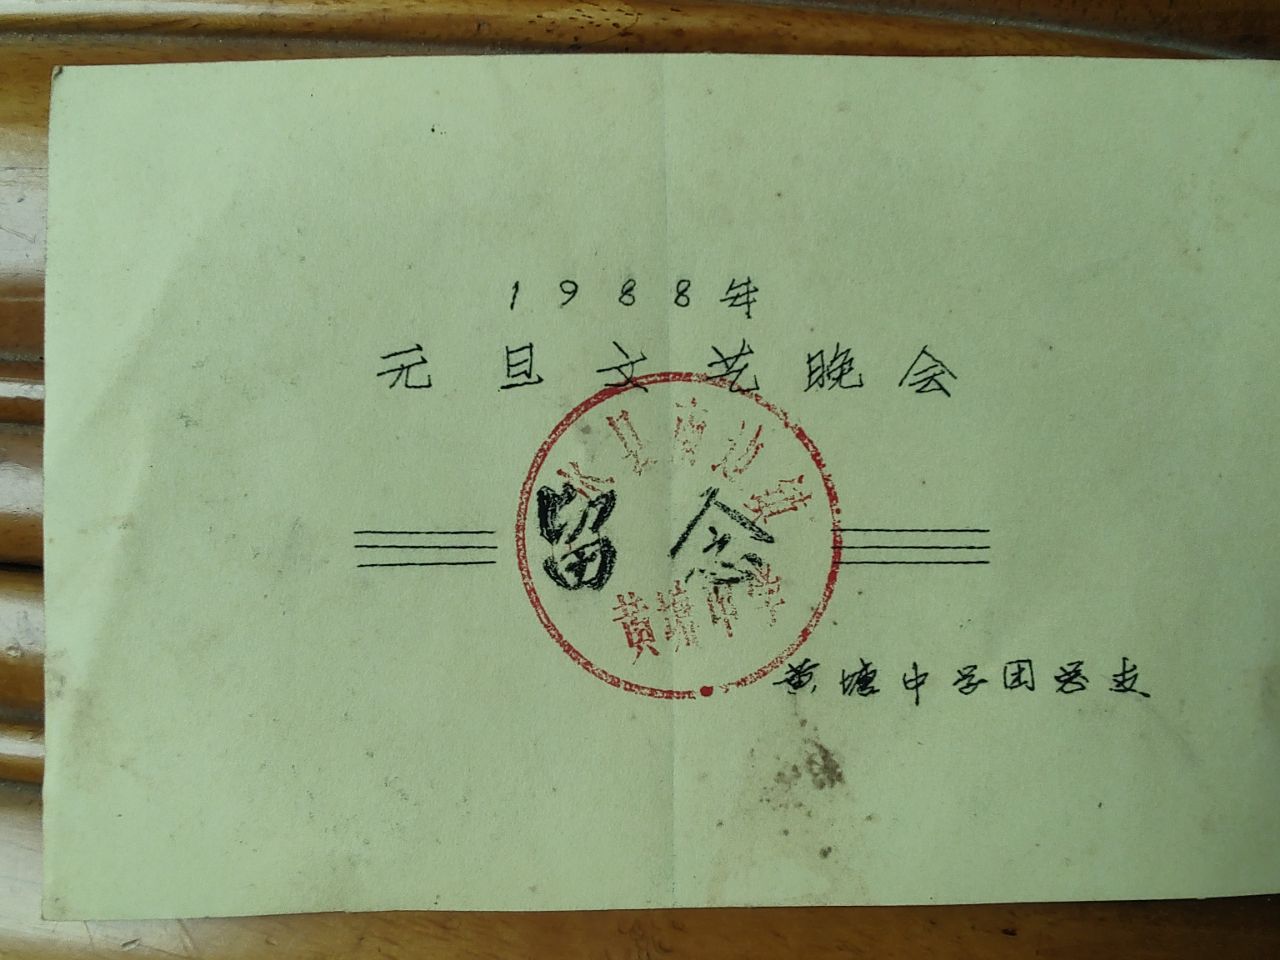 1988年
元旦文艺晚会
留念
黄塘中学
黄塘中学团总支